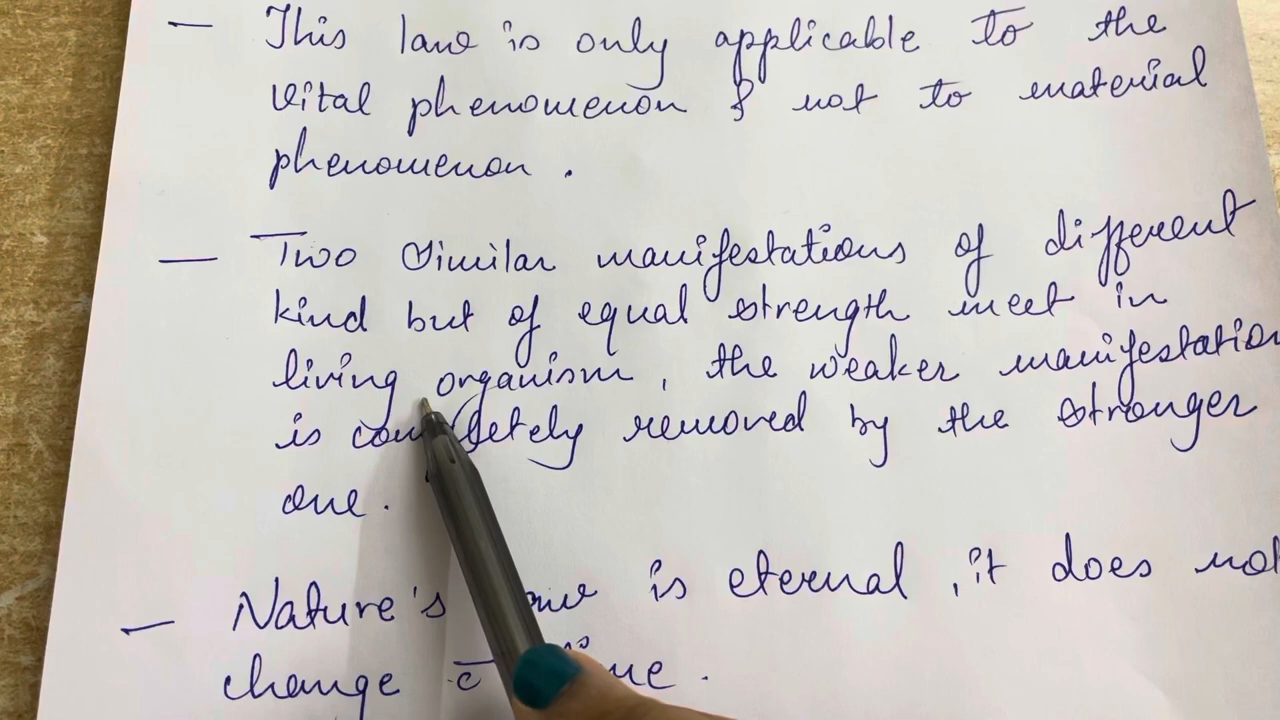 — This law is only applicable to the
vital phenomenon & not to material
phenomenon.
— Two similar manifestations of different
kind but of equal strength meet in
living organism, the weaker manifestation
is completely removed by the stronger
one.
— Nature's law is eternal, it does not
change c̄ time.